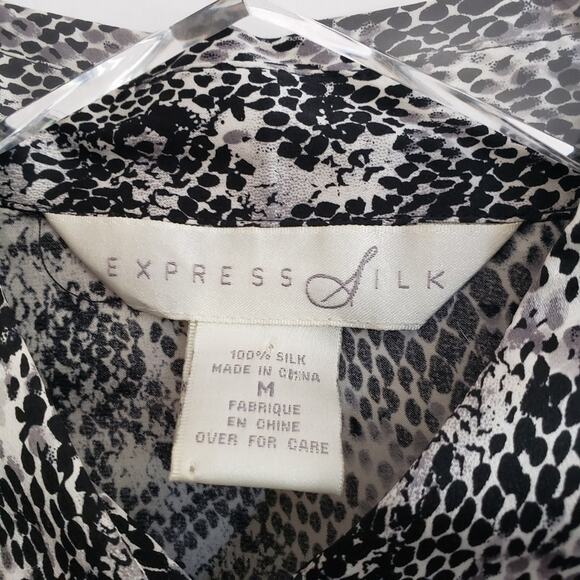 EXPRESS SILK
100% SILK
MADE IN CHINA
M
FABRIQUE
EN CHINE
OVER FOR CARE